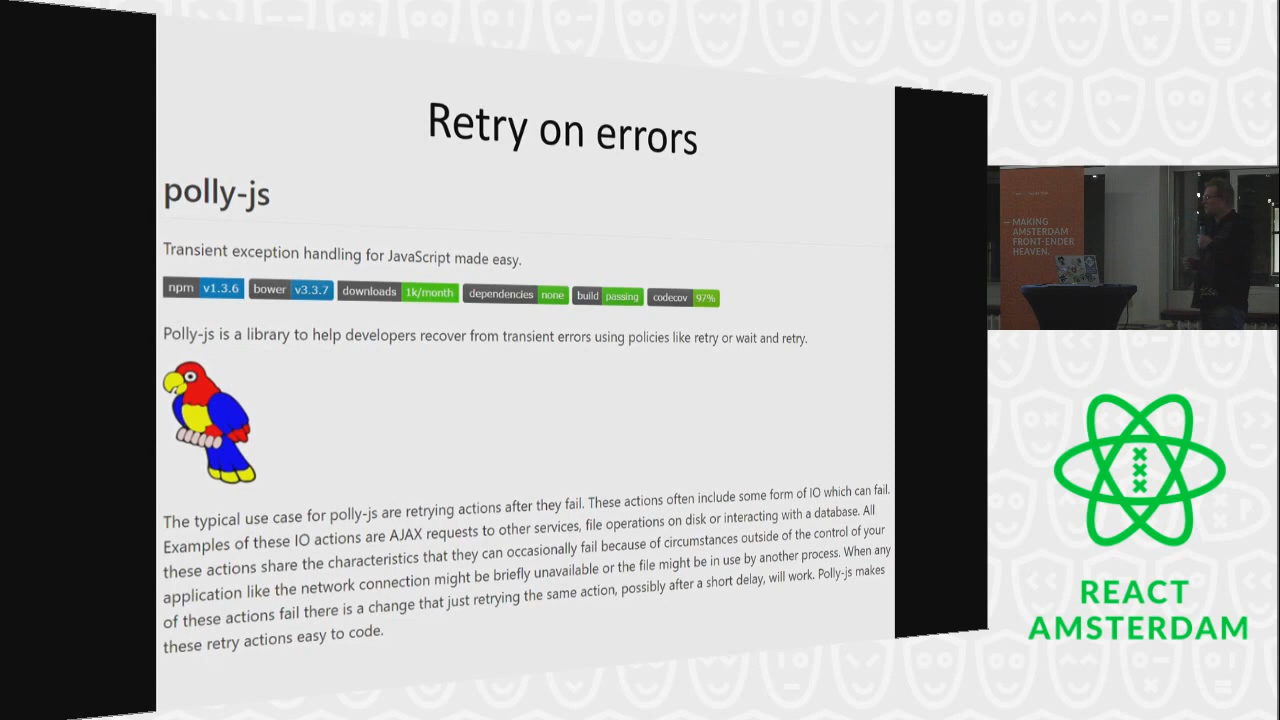 Retry on errors
polly-js
Transient exception handling for JavaScript made easy.
npm v1.3.6 bower v3.3.7 downloads 1k/month dependencies none build passing codecov 97%
Polly-js is a library to help developers recover from transient errors using policies like retry or wait and retry.
The typical use case for polly-js are retrying actions after they fail. These actions often include some form of IO which can fail.
Examples of these IO actions are AJAX requests to other services, file operations on disk or interacting with a database. All
these actions share the characteristics that they can occasionally fail because of circumstances outside of the control of your
application like the network connection might be briefly unavailable or the file might be in use by another process. When any
of these actions fail there is a change that just retrying the same action, possibly after a short delay, will work. Polly-js makes
these retry actions easy to code.
— MAKING
AMSTERDAM
FRONT-ENDER
HEAVEN.
REACT
AMSTERDAM